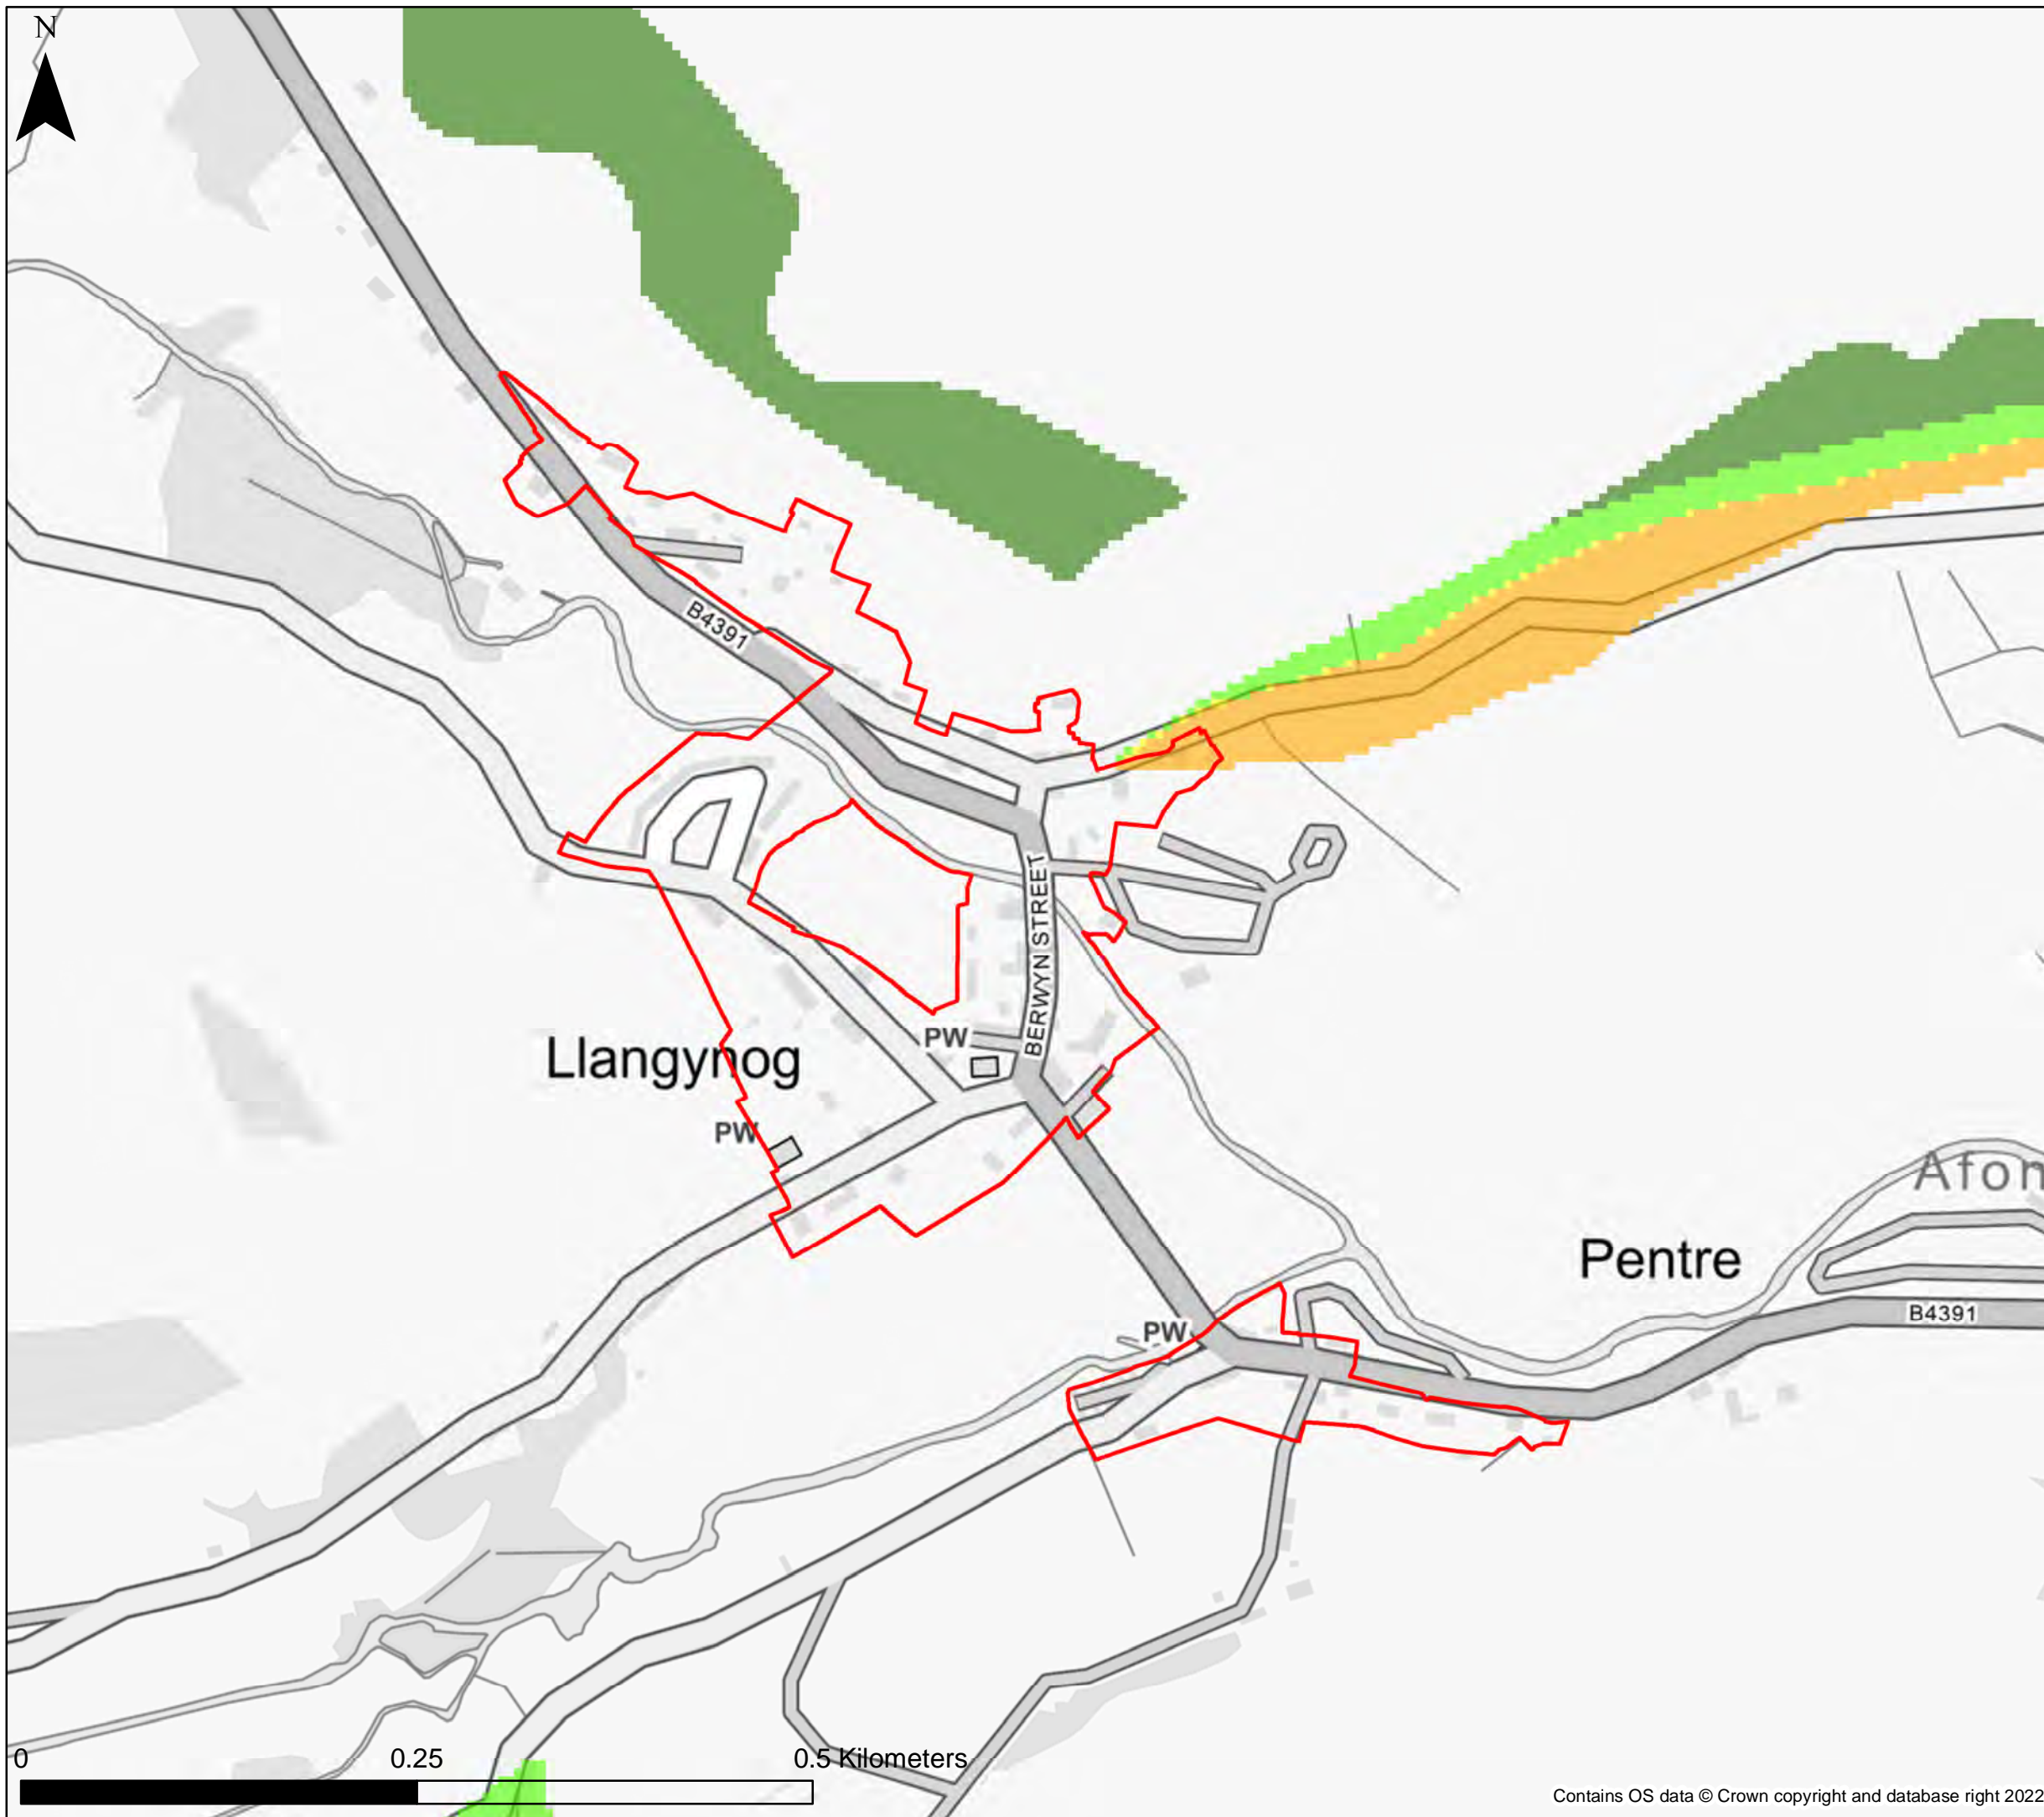 N
B4391
BERWYN STREET
PW
Llangynog
PW
Afon
Pentre
B4391
PW
0
0.25
0.5 Kilometers
Contains OS data © Crown copyright and database right 2022